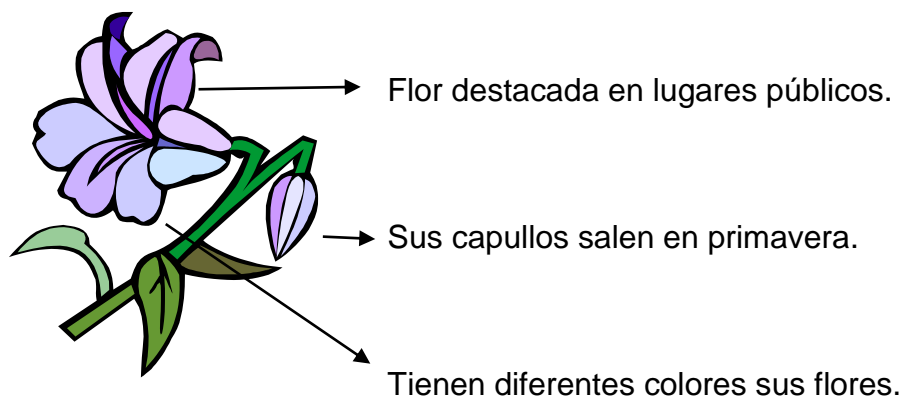 Flor destacada en lugares públicos.
Sus capullos salen en primavera.
Tienen diferentes colores sus flores.